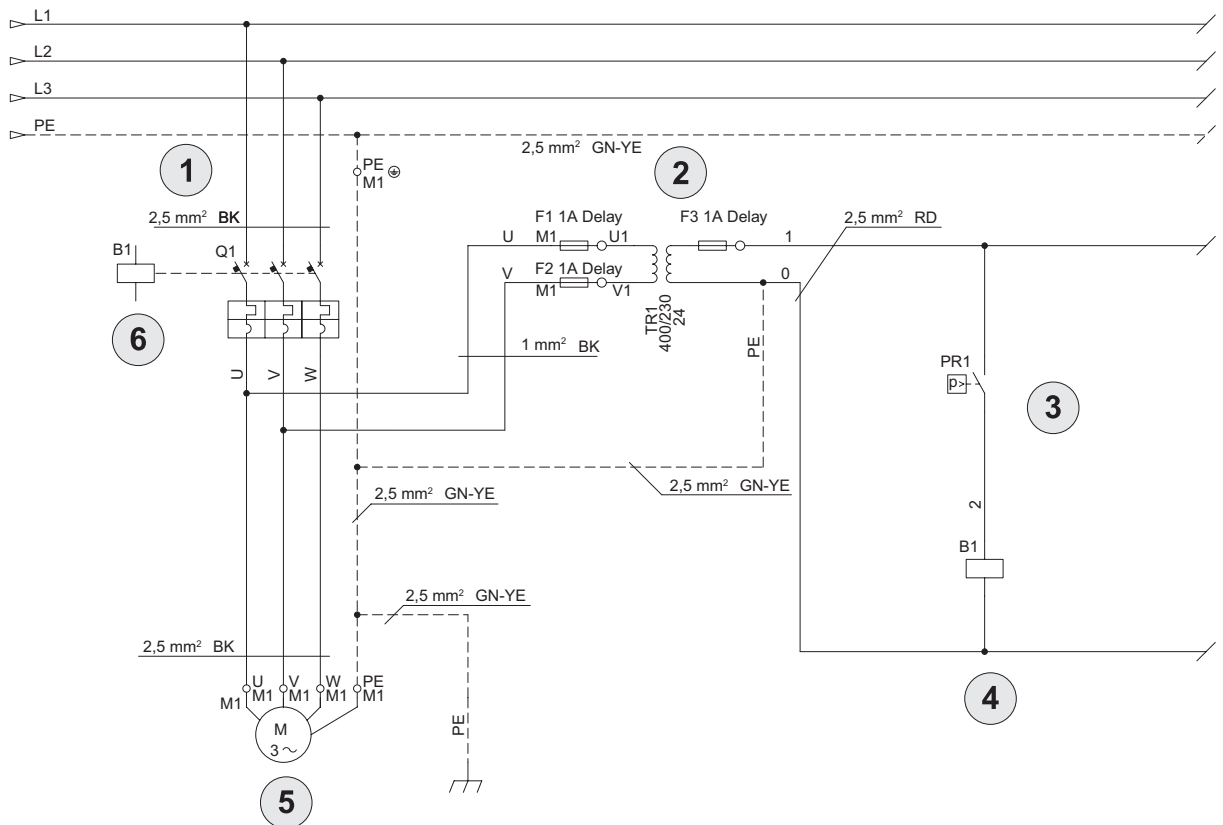 L1
L2
L3
PE
2,5 mm² GN-YE
1
2
PE
M1
2,5 mm² BK
F1 1A Delay
F3 1A Delay
2,5 mm² RD
B1
Q1
U
M1
U1
1
F2 1A Delay
V
M1
V1
0
TR1
400/230
24
6
1 mm² BK
PE
U
V
W
PR1
p>
3
2,5 mm² GN-YE
2,5 mm² GN-YE
2
B1
2,5 mm² GN-YE
2,5 mm² BK
U
V
W
PE
M1
M1
M1
M1
M1
4
M
3 ~
PE
5